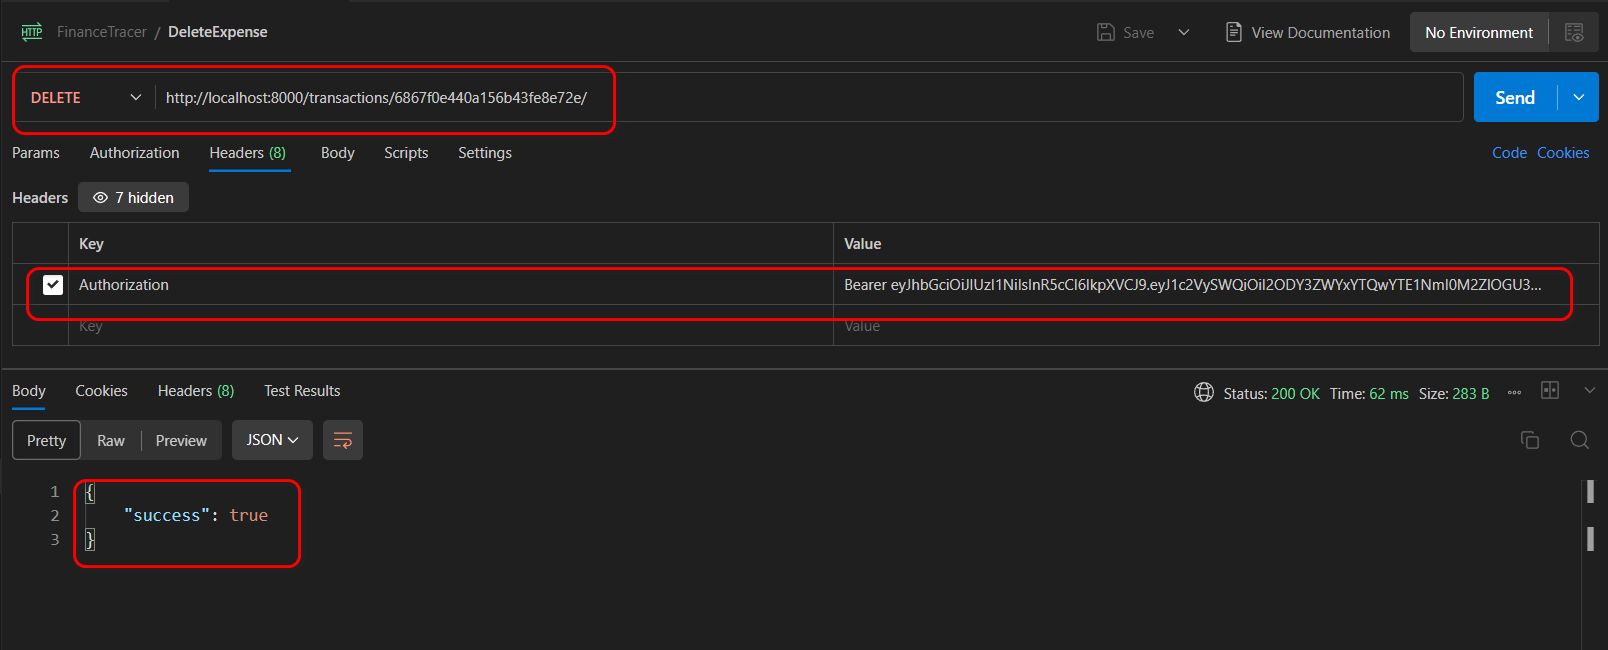 HTTP FinanceTracer / DeleteExpense Save View Documentation No Environment
DELETE http://localhost:8000/transactions/6867f0e440a156b43fe8e72e/ Send
Params Authorization Headers (8) Body Scripts Settings Code Cookies
Headers 7 hidden
Key Value
Authorization Bearer eyJhbGciOiJIUzI1NiIsInR5cCI6IkpXVCJ9.eyJ1c2VySWQiOiI2ODY3ZWYxYTQwYTE1NmI0M2ZlOGU3...
Key Value
Body Cookies Headers (8) Test Results Status: 200 OK Time: 62 ms Size: 283 B
Pretty Raw Preview JSON
1 {
2 "success": true
3 }